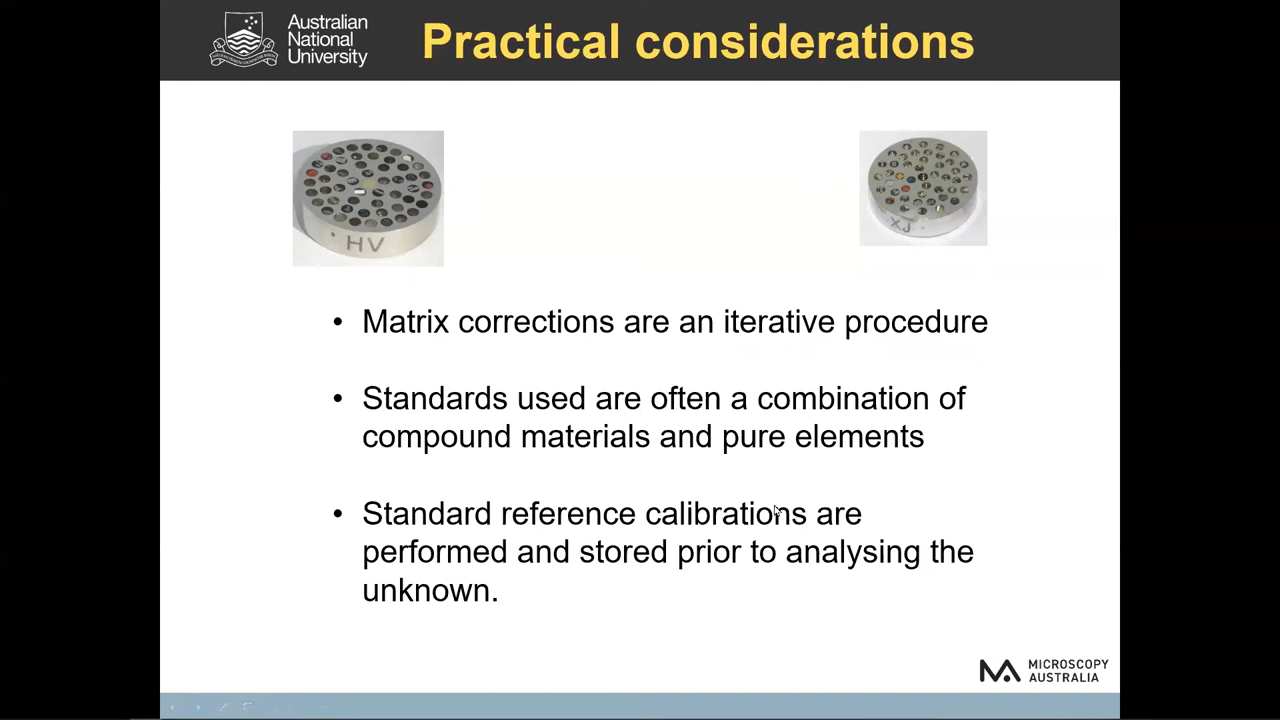 Australian
National
University
Practical considerations
HV
XJ
• Matrix corrections are an iterative procedure
• Standards used are often a combination of
compound materials and pure elements
• Standard reference calibrations are
performed and stored prior to analysing the
unknown.
MICROSCOPY
AUSTRALIA